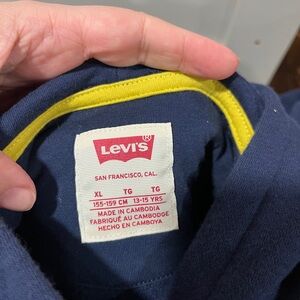 LEVI'S ®
SAN FRANCISCO, CAL.
XL TG TG
155-159 CM 13-15 YRS
MADE IN CAMBODIA
FABRIQUÉ AU CAMBODGE
HECHO EN CAMBOYA